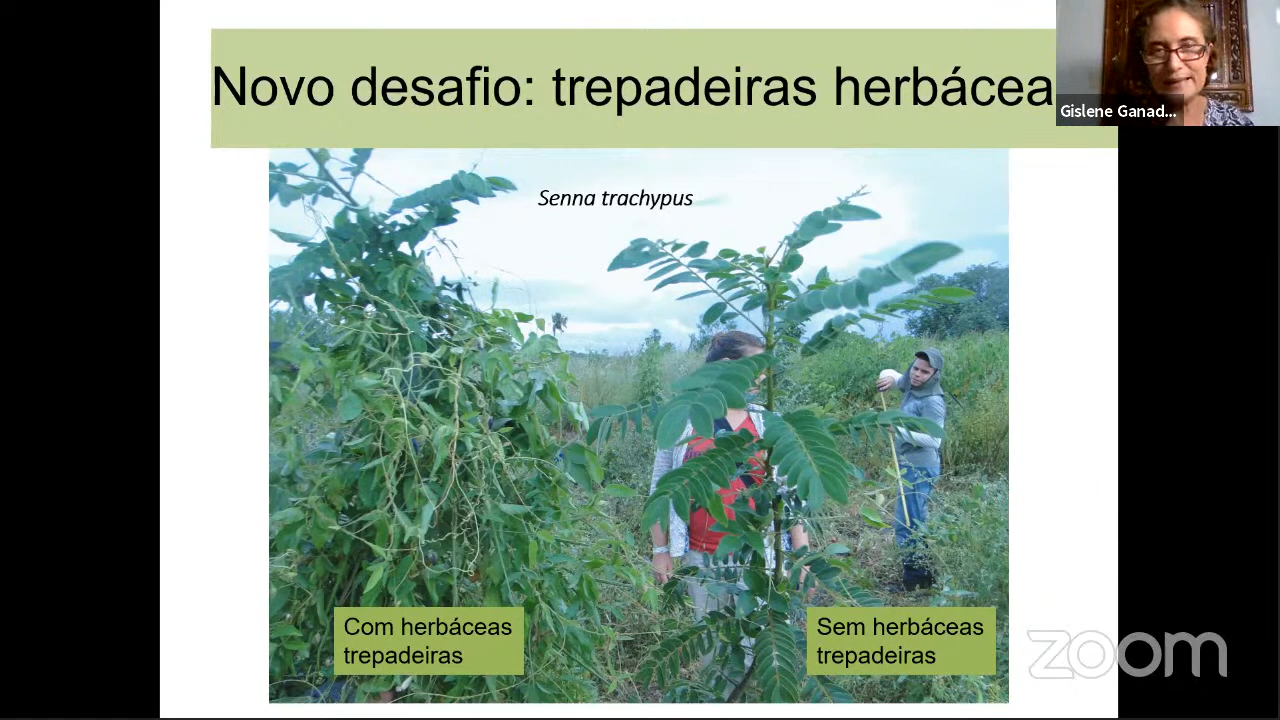 Novo desafio: trepadeiras herbácea
Gislene Ganad...
Senna trachypus
Com herbáceas
trepadeiras
Sem herbáceas
trepadeiras
zoom